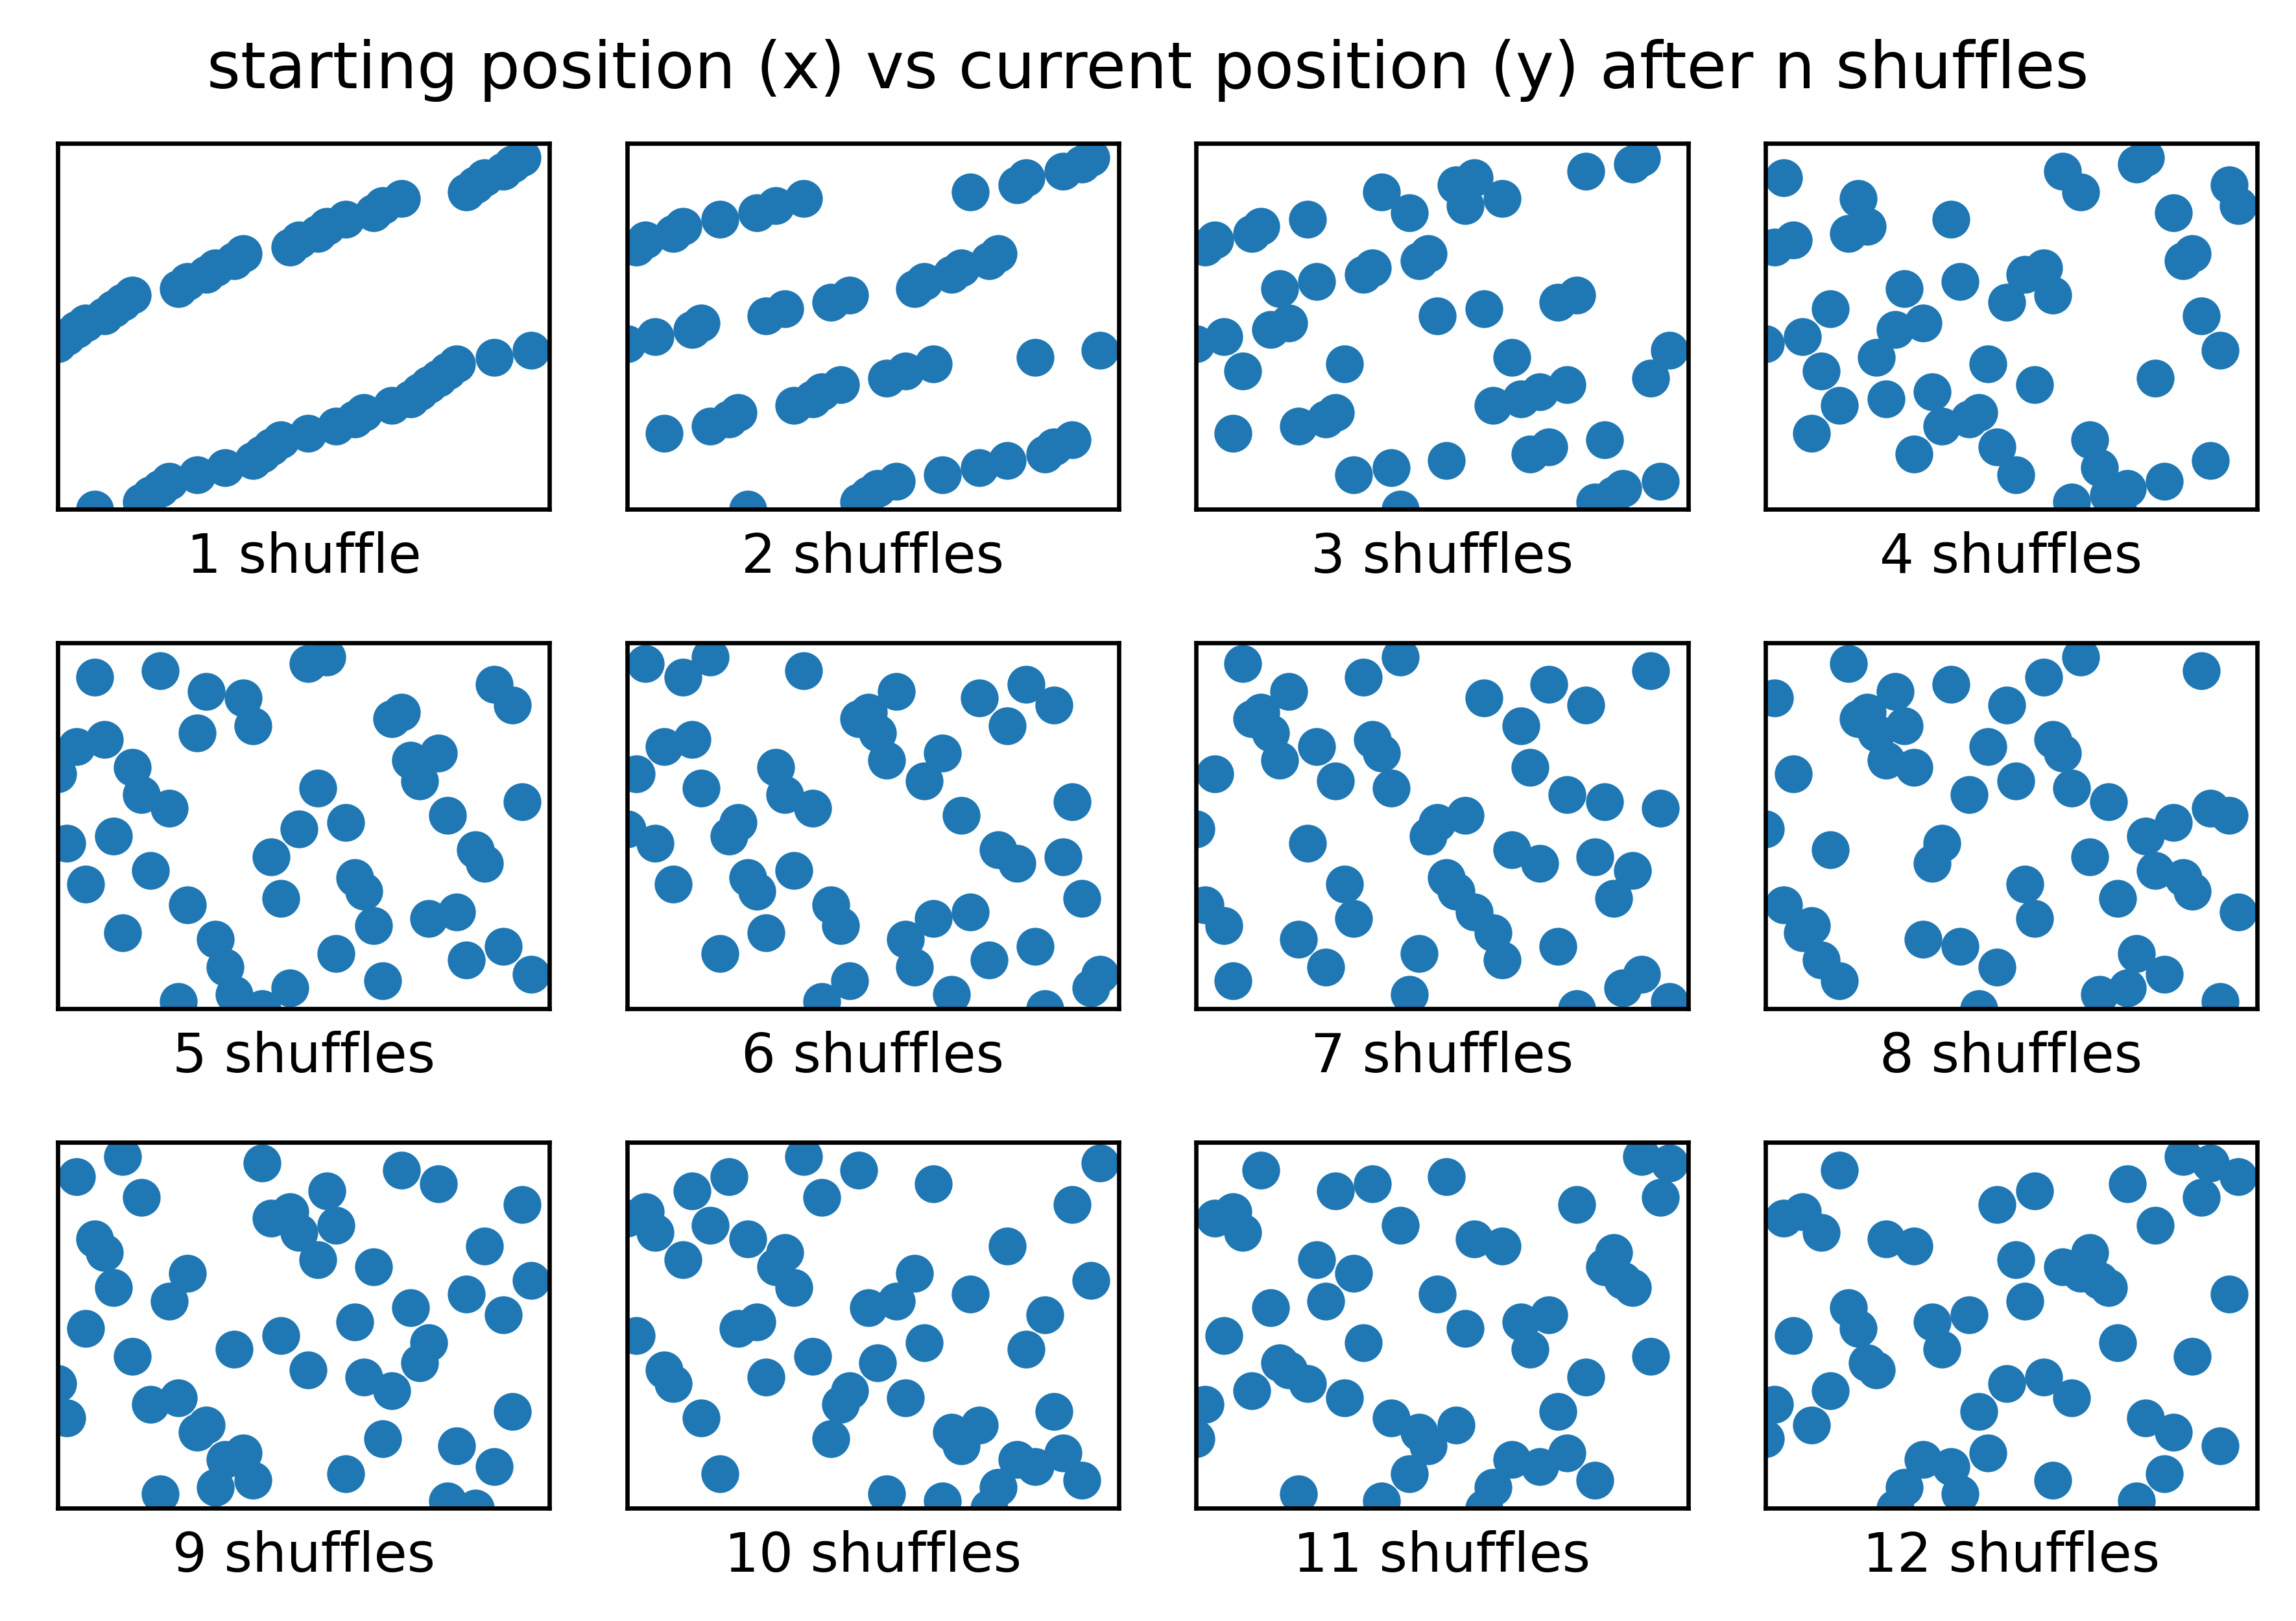 starting position (x) vs current position (y) after n shuffles
1 shuffle
2 shuffles
3 shuffles
4 shuffles
5 shuffles
6 shuffles
7 shuffles
8 shuffles
9 shuffles
10 shuffles
11 shuffles
12 shuffles